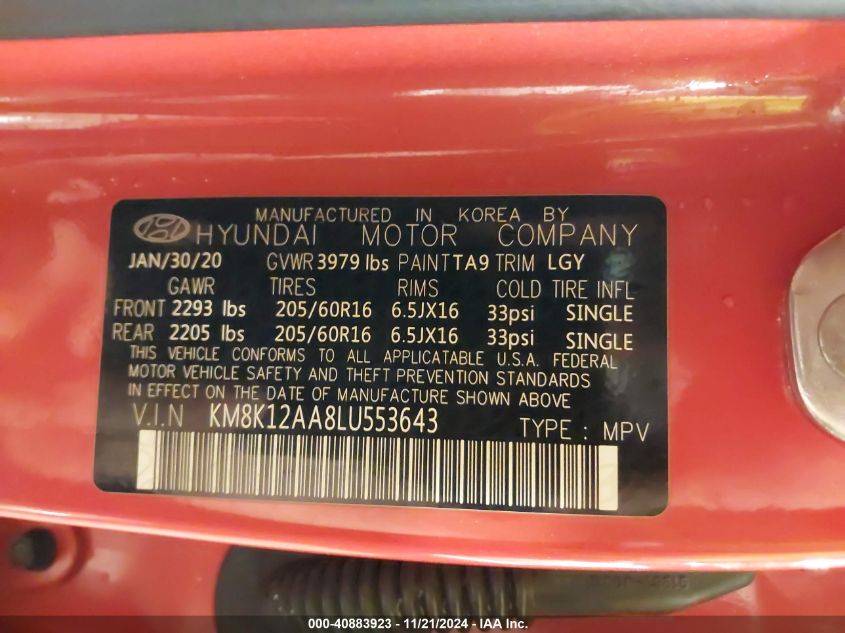 MANUFACTURED IN KOREA BY
HYUNDAI MOTOR COMPANY
JAN/30/20 GVWR 3979 lbs PAINT TA9 TRIM LGY
GAWR TIRES RIMS COLD TIRE INFL
FRONT 2293 lbs 205/60R16 6.5JX16 33psi SINGLE
REAR 2205 lbs 205/60R16 6.5JX16 33psi SINGLE
THIS VEHICLE CONFORMS TO ALL APPLICATABLE U.S.A. FEDERAL
MOTOR VEHICLE SAFETY AND THEFT PREVENTION STANDARDS
IN EFFECT ON THE DATE OF MANUFACTURE SHOWN ABOVE
V.I.N KM8K12AA8LU553643 TYPE : MPV
000-40883923 - 11/21/2024 - IAA Inc.